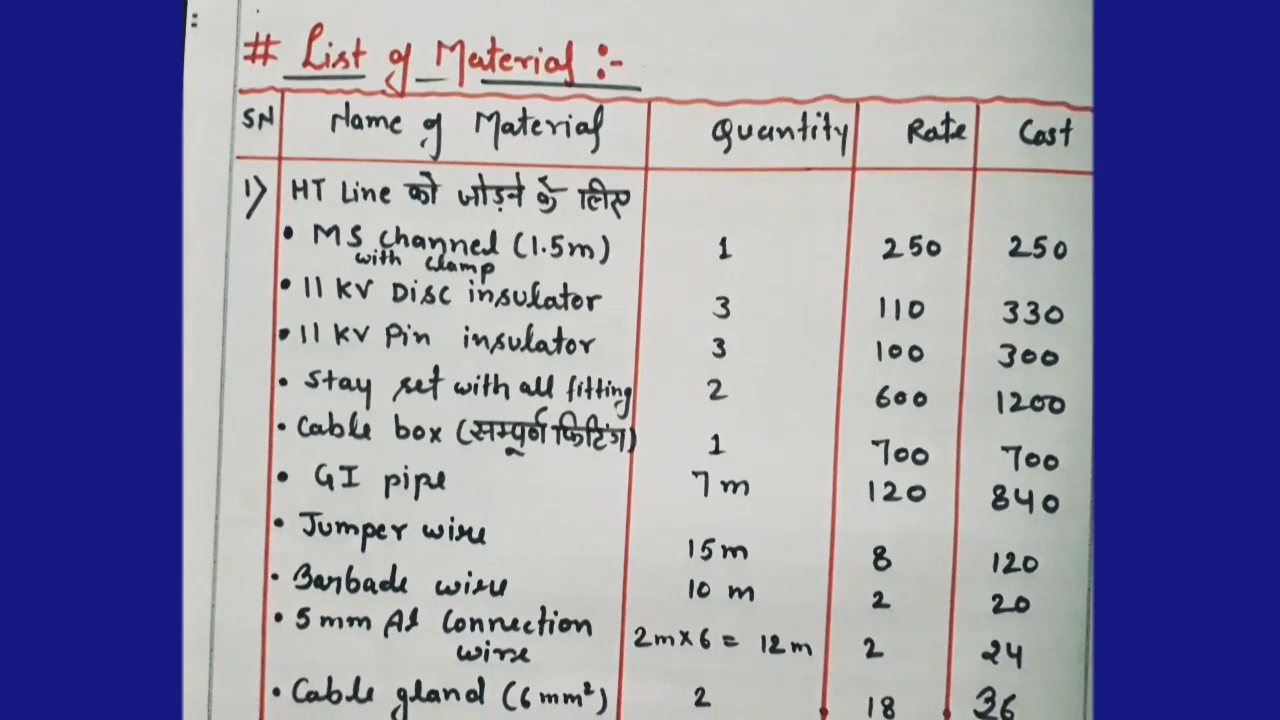 # List of Material :-
SN Name of Material Quantity Rate Cost
1) HT Line को जोड़ने के लिए
• MS channel (1.5m) 1 250 250
with clamp
• 11 KV Disc insulator 3 110 330
• 11 KV Pin insulator 3 100 300
• Stay set with all fitting 2 600 1200
• Cable box (सम्पूर्ण फिटिंग) 1 700 700
• GI pipe 7m 120 840
• Jumper wire 15m 8 120
• Barbade wire 10 m 2 20
• 5 mm Al Connection 2m×6 = 12m 2 24
wire
• Cable gland (6mm²) 2 18 36